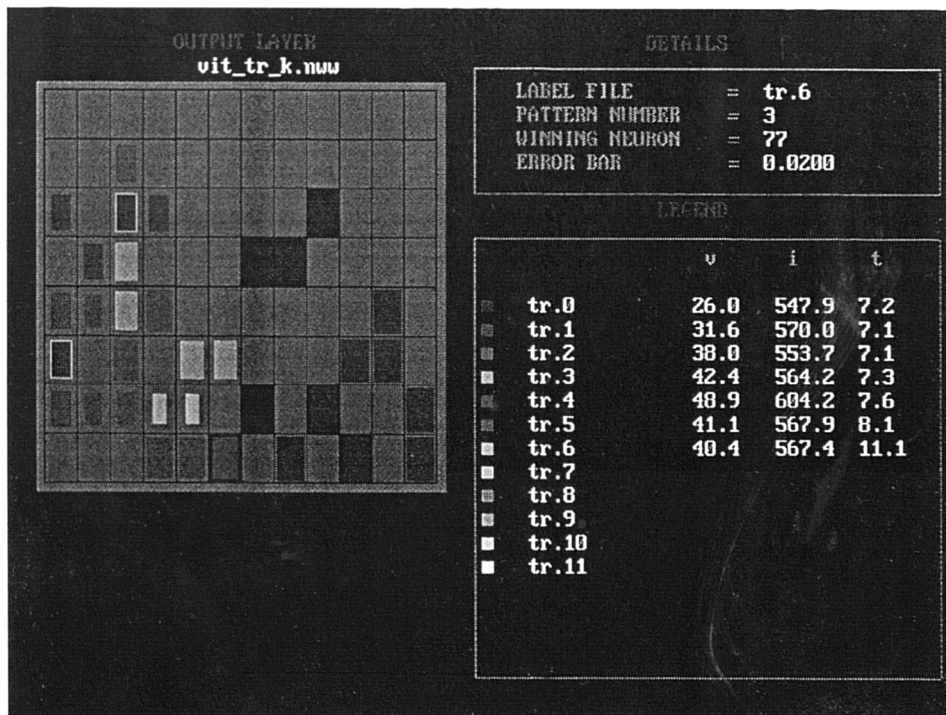 OUTPUT LAYER
vit_tr_k.nww
DETAILS
LABEL FILE = tr.6
PATTERN NUMBER = 3
WINNING NEURON = 77
ERROR BAR = 0.0200
LEGEND
v i t
tr.0 26.0 547.9 7.2
tr.1 31.6 570.0 7.1
tr.2 38.0 553.7 7.1
tr.3 42.4 564.2 7.3
tr.4 48.9 604.2 7.6
tr.5 41.1 567.9 8.1
tr.6 40.4 567.4 11.1
tr.7
tr.8
tr.9
tr.10
tr.11